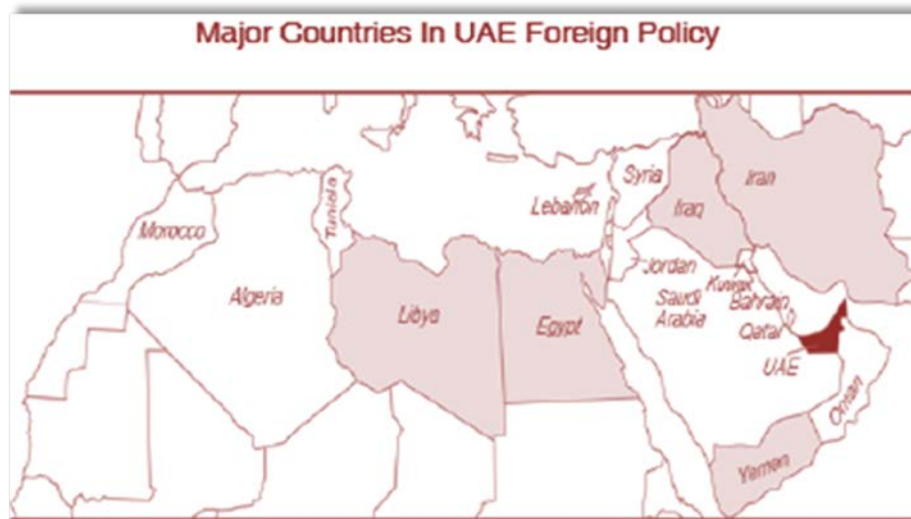 Major Countries In UAE Foreign Policy
Syria
Iran
Lebanon
Iraq
Tunisia
Morocco
Jordan
Kuwait
Algeria
Saudi
Arabia
Bahrain
Libya
Egypt
Qatar
UAE
Oman
Yemen